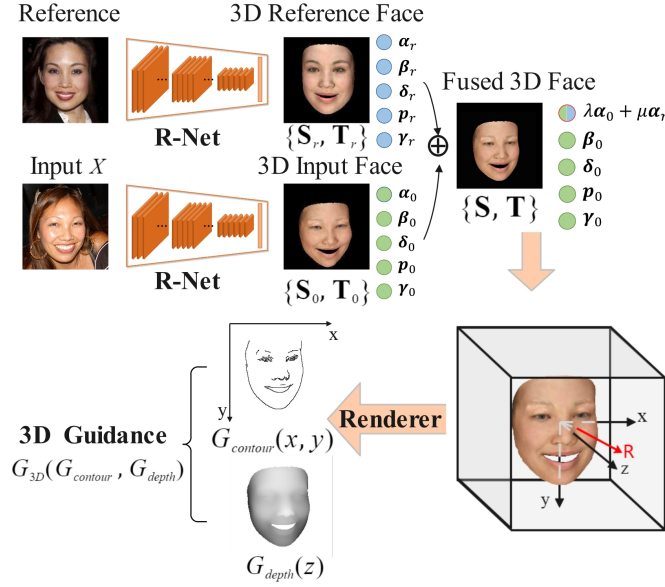 Reference
3D Reference Face
R-Net
α_r
β_r
δ_r
p_r
γ_r
{S_r, T_r}
Input X
3D Input Face
R-Net
α_0
β_0
δ_0
p_0
γ_0
{S_0, T_0}
⊕
Fused 3D Face
λα_0 + μα_r
β_0
δ_0
p_0
γ_0
{S, T}
x
y
G_contour(x, y)
3D Guidance
G_3D(G_contour, G_depth)
G_depth(z)
Renderer
x
R
z
y